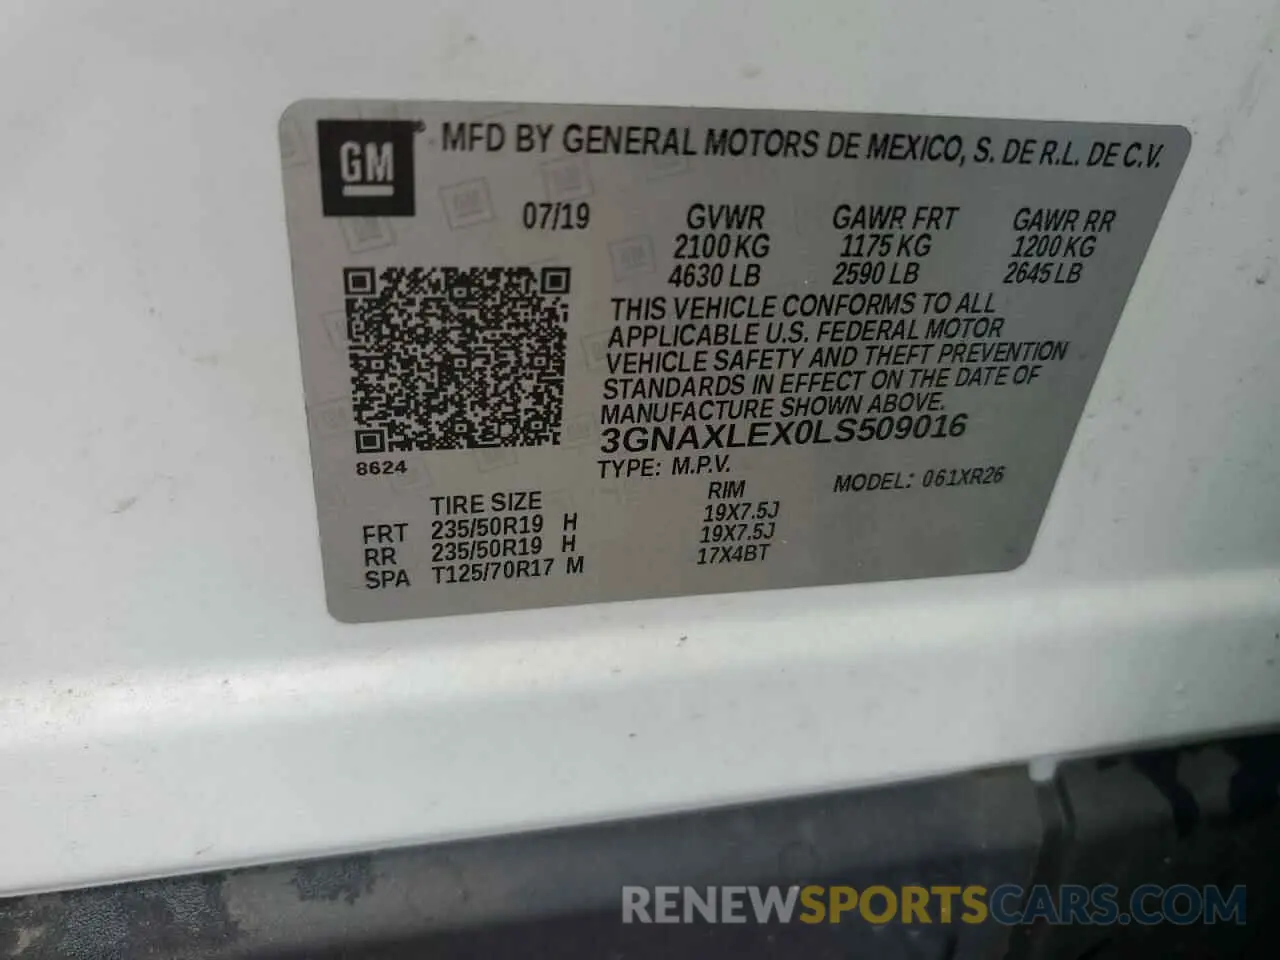 GM® MFD BY GENERAL MOTORS DE MEXICO, S. DE R.L. DE C.V.
07/19 GVWR GAWR FRT GAWR RR
2100 KG 1175 KG 1200 KG
4630 LB 2590 LB 2645 LB
THIS VEHICLE CONFORMS TO ALL
APPLICABLE U.S. FEDERAL MOTOR
VEHICLE SAFETY AND THEFT PREVENTION
STANDARDS IN EFFECT ON THE DATE OF
MANUFACTURE SHOWN ABOVE.
3GNAXLEX0LS509016
8624
TYPE: M.P.V. MODEL: 061XR26
TIRE SIZE RIM
FRT 235/50R19 H 19X7.5J
RR 235/50R19 H 19X7.5J
SPA T125/70R17 M 17X4BT
RENEWSPORTSCARS.COM